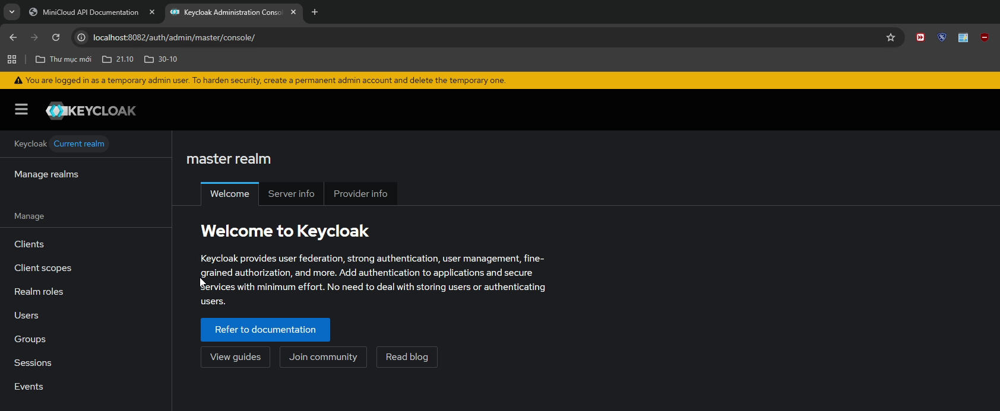 MiniCloud API Documentation
Keycloak Administration Conso
localhost:8082/auth/admin/master/console/
Thư mục mới
21.10
30-10
You are logged in as a temporary admin user. To harden security, create a permanent admin account and delete the temporary one.
KEYCLOAK
Keycloak Current realm
Manage realms
Manage
Clients
Client scopes
Realm roles
Users
Groups
Sessions
Events
master realm
Welcome
Server info
Provider info
Welcome to Keycloak
Keycloak provides user federation, strong authentication, user management, fine-
grained authorization, and more. Add authentication to applications and secure
services with minimum effort. No need to deal with storing users or authenticating
users.
Refer to documentation
View guides
Join community
Read blog